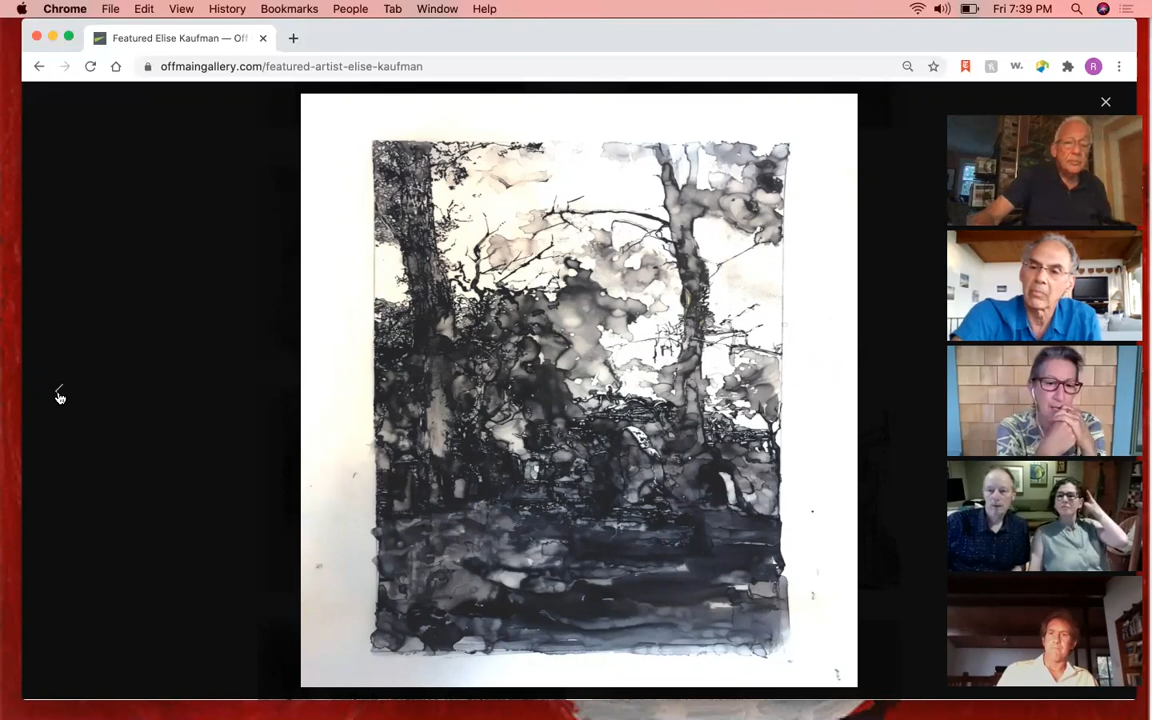 Chrome File Edit View History Bookmarks People Tab Window Help Fri 7:39 PM
Featured Elise Kaufman — Off
offmaingallery.com/featured-artist-elise-kaufman
w.
R